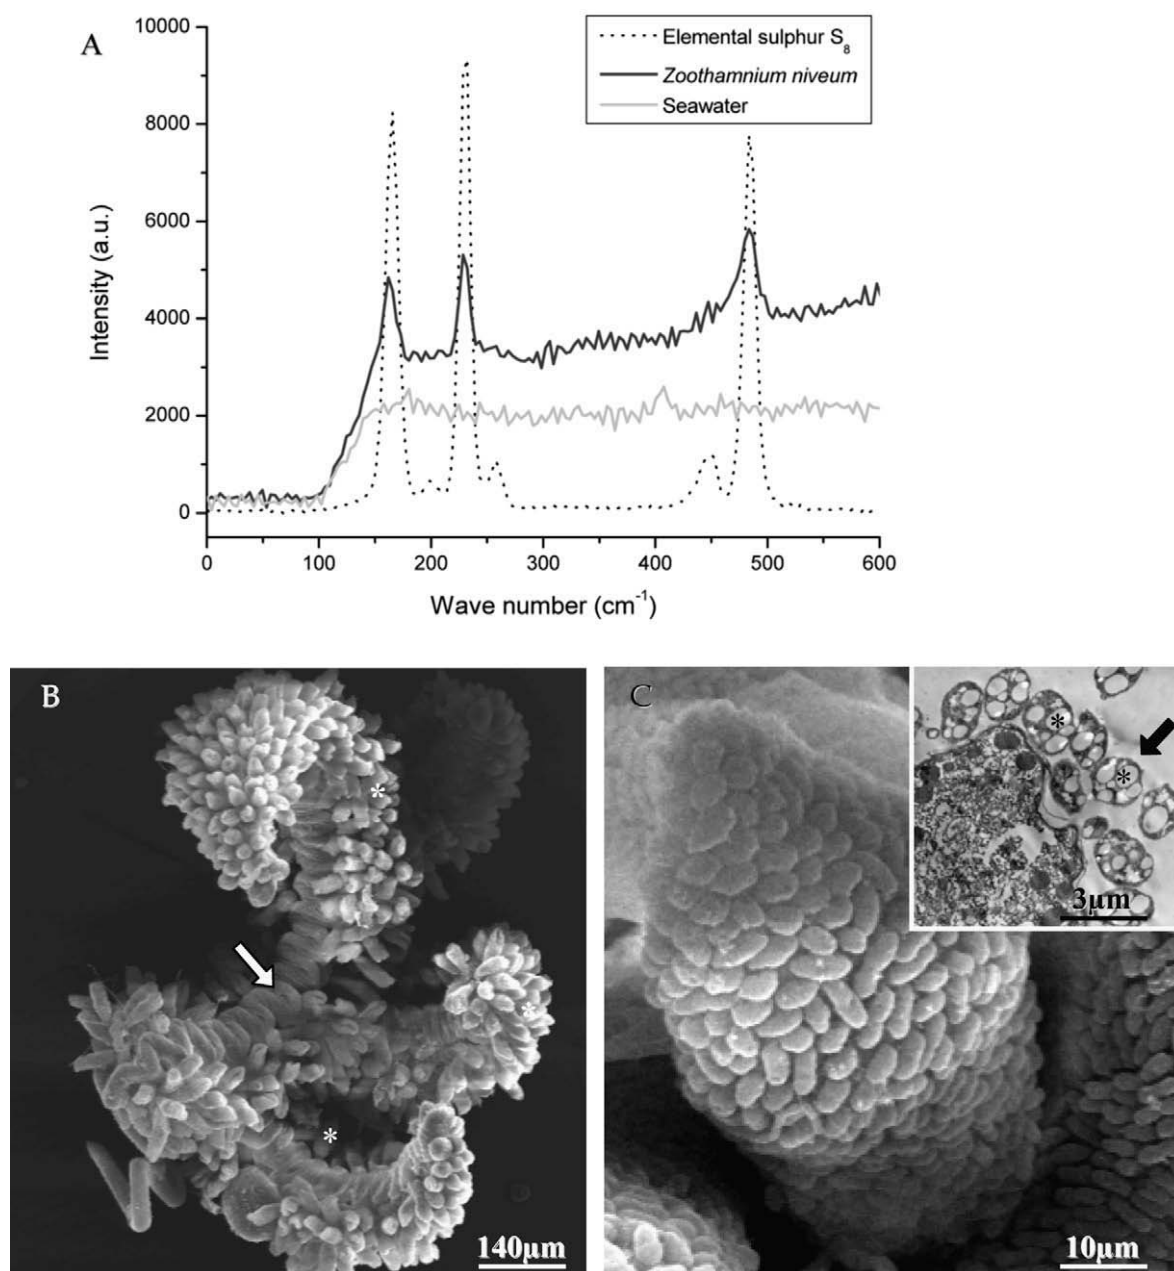 A
10000
8000
6000
4000
2000
0
Intensity (a.u.)
Elemental sulphur S₈
Zoothamnium niveum
Seawater
0 100 200 300 400 500 600
Wave number (cm⁻¹)
B
*
*
*
140μm
C
*
*
3μm
10μm